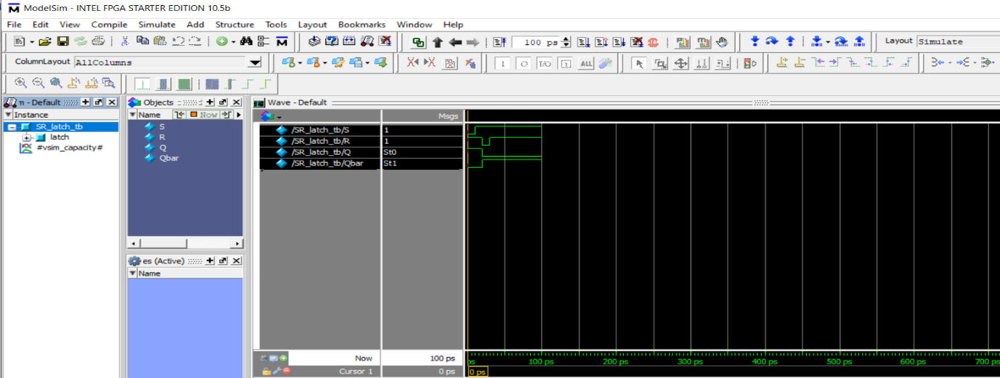 ModelSim - INTEL FPGA STARTER EDITION 10.5b
File Edit View Compile Simulate Add Structure Tools Layout Bookmarks Window Help
100 ps Layout Simulate
ColumnLayout AllColumns
ALL
n - Default Objects Wave - Default
Instance Name Now Msgs
SR_latch_tb
latch
#vsim_capacity#
S
R
Q
Qbar
/SR_latch_tb/S 1
/SR_latch_tb/R 1
/SR_latch_tb/Q St0
/SR_latch_tb/Qbar St1
es (Active)
Name
Now 100 ps
ps 100 ps 200 ps 300 ps 400 ps 500 ps 600 ps 700 ps
Cursor 1 0 ps 0 ps